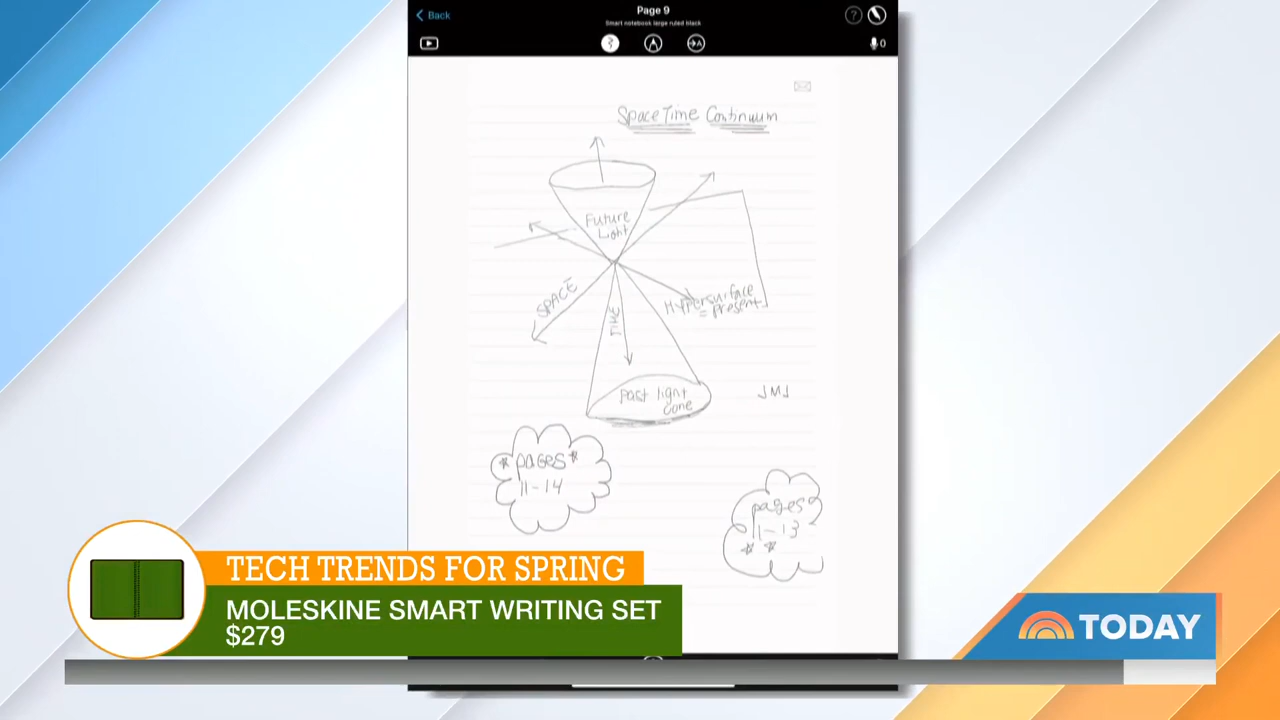 Back
Page 9
Smart notebook large ruled black
?
A
0
SpaceTime Continuum
Future
Light
SPACE
TIME
Hypersurface
= present
past light
cone
JMJ
*pages*
11-14
pages
11-13
* *
TECH TRENDS FOR SPRING
MOLESKINE SMART WRITING SET
$279
TODAY